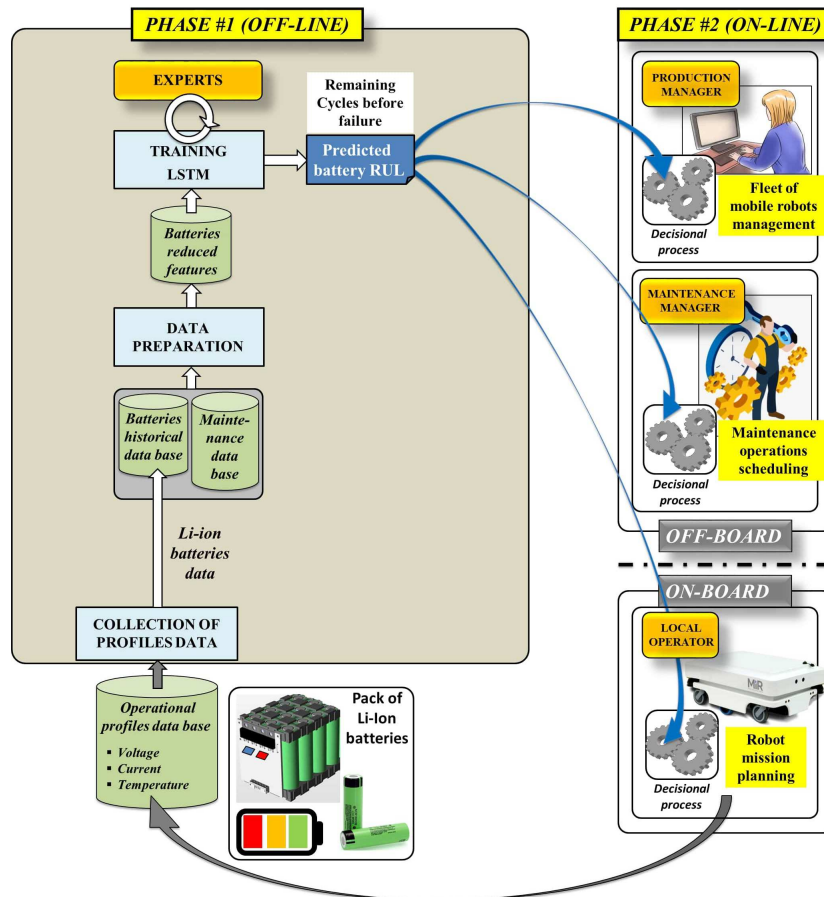 PHASE #1 (OFF-LINE)
EXPERTS
TRAINING
LSTM
Remaining
Cycles before
failure
Predicted
battery RUL
Batteries
reduced
features
DATA
PREPARATION
Batteries
historical
data base
Mainte-
nance
data
base
Li-ion
batteries
data
COLLECTION OF
PROFILES DATA
Operational
profiles data base
▪ Voltage
▪ Current
▪ Temperature
Pack of
Li-Ion
batteries
PHASE #2 (ON-LINE)
PRODUCTION
MANAGER
Fleet of
mobile robots
management
Decisional
process
MAINTENANCE
MANAGER
Maintenance
operations
scheduling
Decisional
process
OFF-BOARD
ON-BOARD
LOCAL
OPERATOR
MiR
Robot
mission
planning
Decisional
process